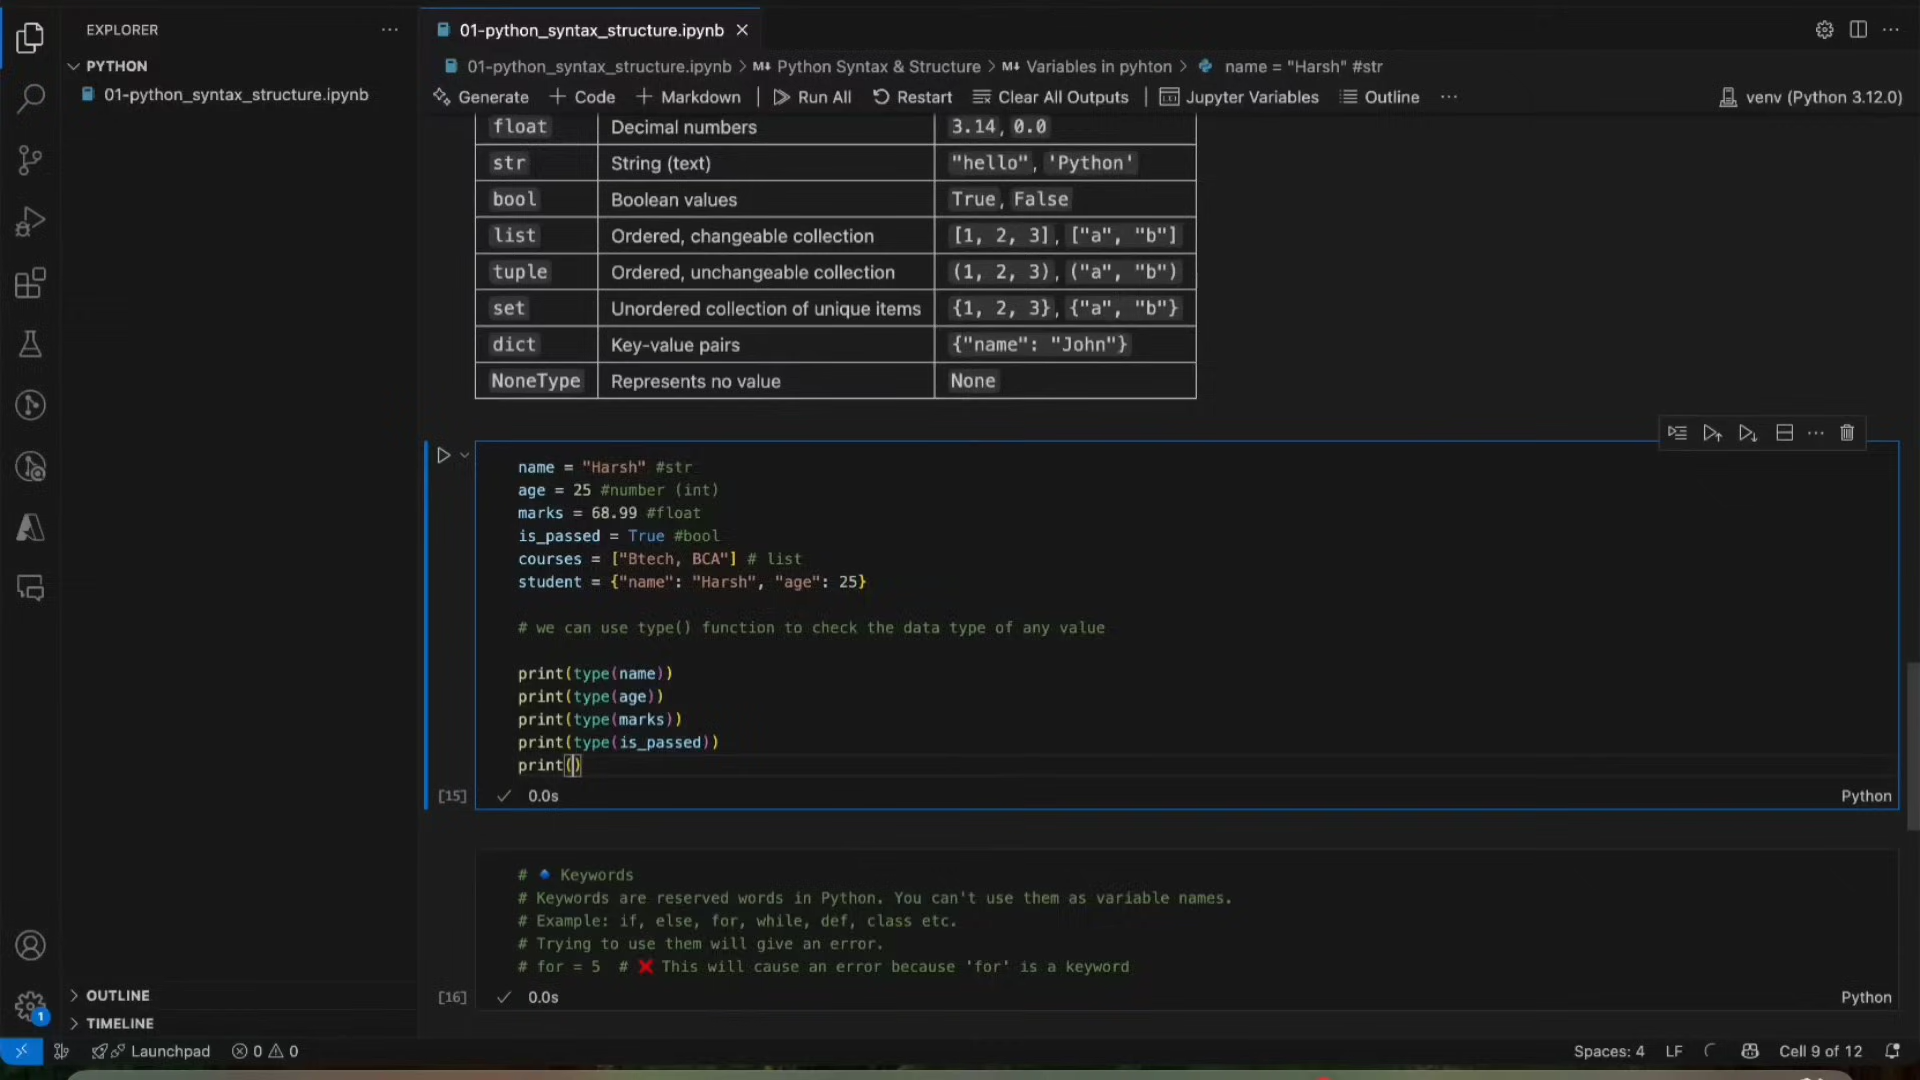 EXPLORER
PYTHON
01-python_syntax_structure.ipynb
01-python_syntax_structure.ipynb
01-python_syntax_structure.ipynb > M↓ Python Syntax & Structure > M↓ Variables in pyhton > name = "Harsh" #str
Generate + Code + Markdown | Run All Restart Clear All Outputs | Jupyter Variables Outline ... venv (Python 3.12.0)
float Decimal numbers 3.14, 0.0
str String (text) "hello", 'Python'
bool Boolean values True, False
list Ordered, changeable collection [1, 2, 3], ["a", "b"]
tuple Ordered, unchangeable collection (1, 2, 3), ("a", "b")
set Unordered collection of unique items {1, 2, 3}, {"a", "b"}
dict Key-value pairs {"name": "John"}
NoneType Represents no value None
name = "Harsh" #str
age = 25 #number (int)
marks = 68.99 #float
is_passed = True #bool
courses = ["Btech, BCA"] # list
student = {"name": "Harsh", "age": 25}
# we can use type() function to check the data type of any value
print(type(name))
print(type(age))
print(type(marks))
print(type(is_passed))
print()
[15] ✓ 0.0s Python
# 🔹 Keywords
# Keywords are reserved words in Python. You can't use them as variable names.
# Example: if, else, for, while, def, class etc.
# Trying to use them will give an error.
# for = 5 # ❌ This will cause an error because 'for' is a keyword
[16] ✓ 0.0s Python
OUTLINE
1
TIMELINE
Launchpad 0 0 Spaces: 4 LF Cell 9 of 12